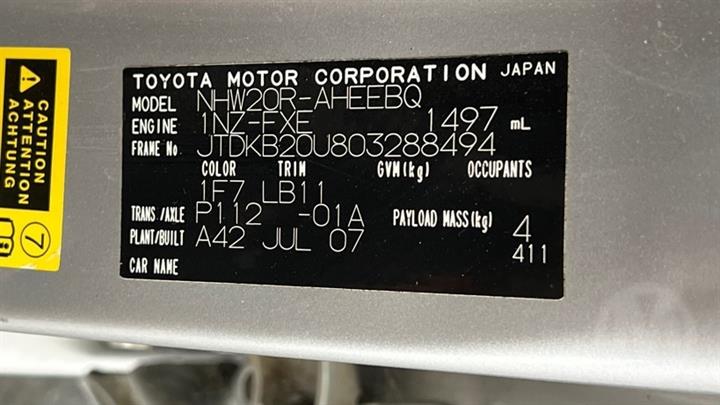 TOYOTA MOTOR CORPORATION JAPAN
MODEL NHW20R-AHEEBQ
ENGINE 1NZ-FXE 1497 mL
FRAME No JTDKB20U803288494
COLOR TRIM GVM(kg) OCCUPANTS
1F7 LB11
TRANS./AXLE P112 -01A PAYLOAD MASS(kg) 4
PLANT/BUILT A42 JUL 07 411
CAR NAME
CAUTION
ATTENTION
ACHTUNG
7